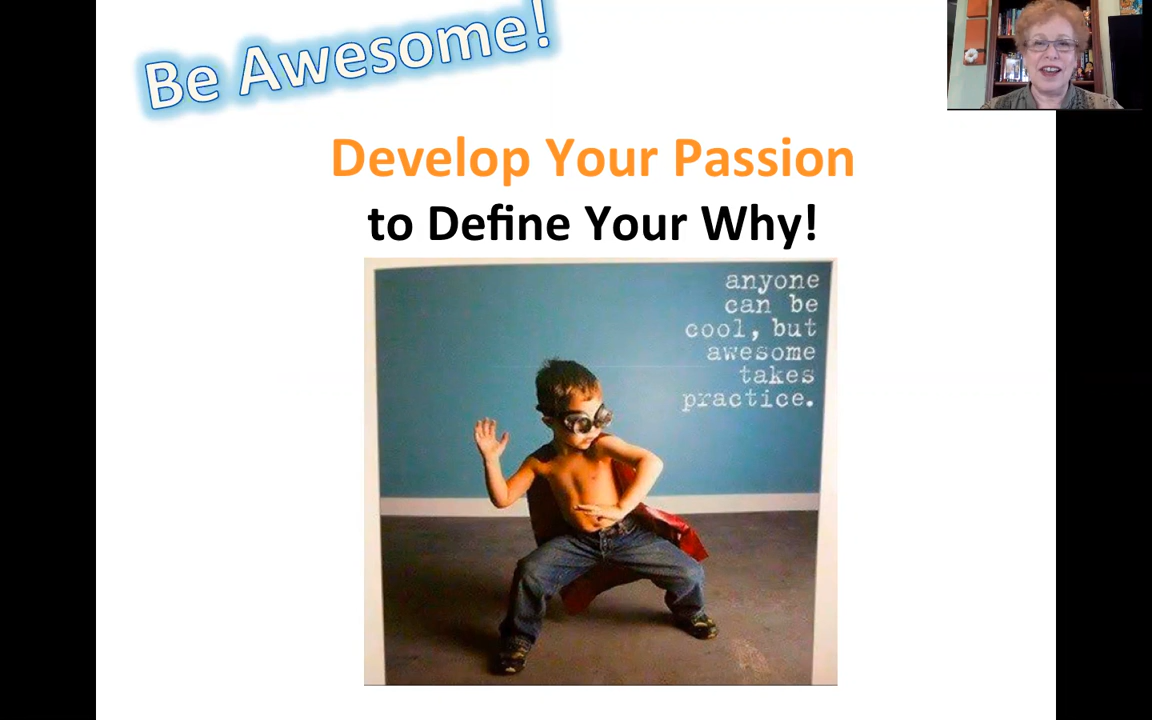 Be Awesome!
Develop Your Passion
to Define Your Why!
anyone
can be
cool, but
awesome
takes
practice.